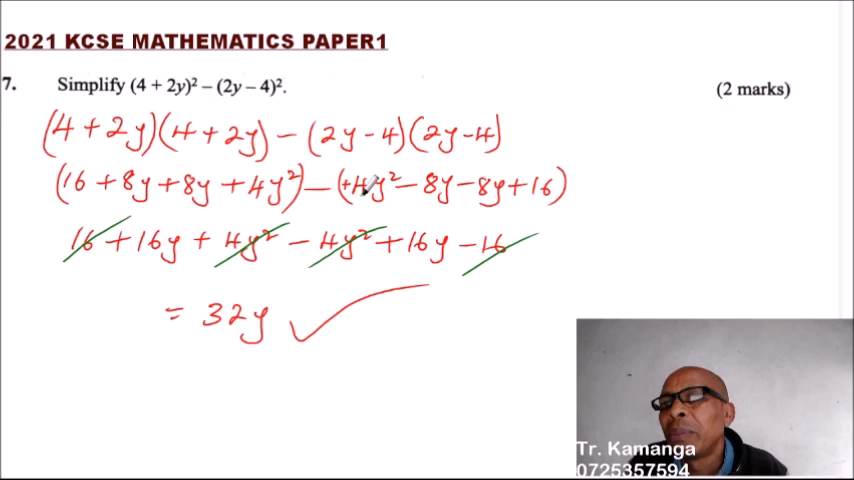 2021 KCSE MATHEMATICS PAPER1
7. Simplify (4 + 2y)² – (2y – 4)². (2 marks)
(4 + 2y)(4 + 2y) – (2y – 4)(2y – 4)
(16 + 8y + 8y + 4y²) – (+4y² – 8y – 8y + 16)
16 + 16y + 4y² – 4y² + 16y – 16
= 32y ✓
Tr. Kamanga
0725357594